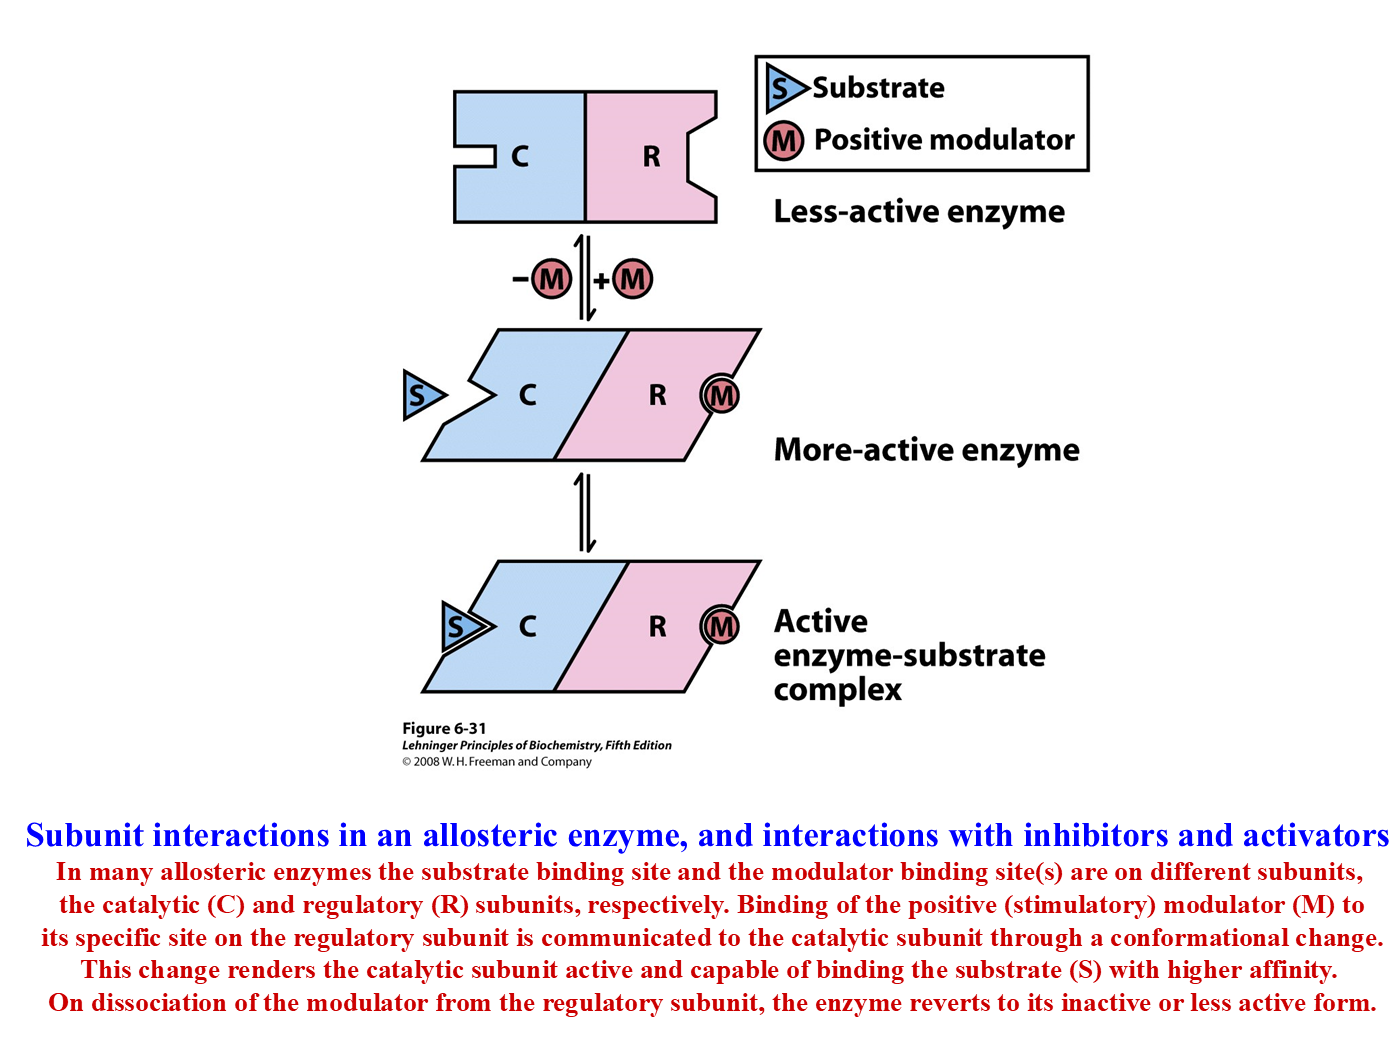 S Substrate
M Positive modulator
C R
Less-active enzyme
–M +M
S C R M
More-active enzyme
S C R M
Active
enzyme-substrate
complex
Figure 6-31
Lehninger Principles of Biochemistry, Fifth Edition
© 2008 W. H. Freeman and Company
Subunit interactions in an allosteric enzyme, and interactions with inhibitors and activators
In many allosteric enzymes the substrate binding site and the modulator binding site(s) are on different subunits,
the catalytic (C) and regulatory (R) subunits, respectively. Binding of the positive (stimulatory) modulator (M) to
its specific site on the regulatory subunit is communicated to the catalytic subunit through a conformational change.
This change renders the catalytic subunit active and capable of binding the substrate (S) with higher affinity.
On dissociation of the modulator from the regulatory subunit, the enzyme reverts to its inactive or less active form.